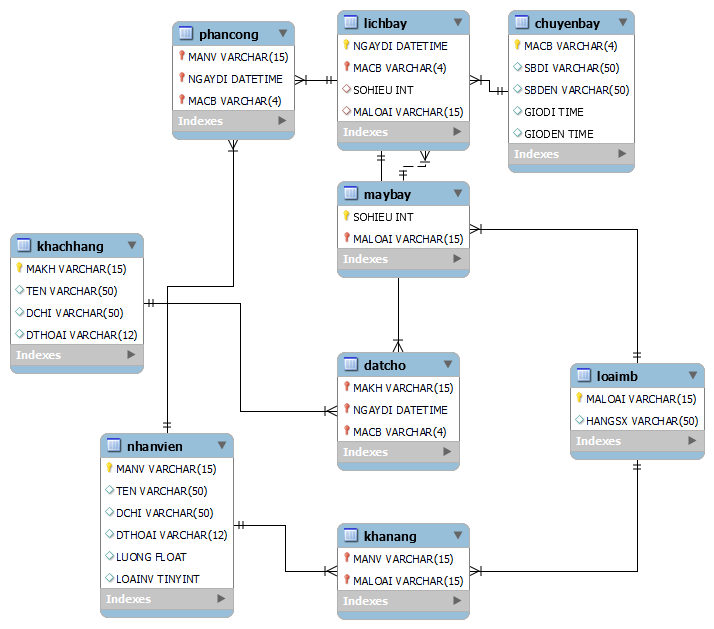 phancong
MANV VARCHAR(15)
NGAYDI DATETIME
MACB VARCHAR(4)
Indexes
lichbay
NGAYDI DATETIME
MACB VARCHAR(4)
SOHIEU INT
MALOAI VARCHAR(15)
Indexes
chuyenbay
MACB VARCHAR(4)
SBDI VARCHAR(50)
SBDEN VARCHAR(50)
GIODI TIME
GIODEN TIME
Indexes
maybay
SOHIEU INT
MALOAI VARCHAR(15)
Indexes
khachhang
MAKH VARCHAR(15)
TEN VARCHAR(50)
DCHI VARCHAR(50)
DTHOAI VARCHAR(12)
Indexes
datcho
MAKH VARCHAR(15)
NGAYDI DATETIME
MACB VARCHAR(4)
Indexes
loaimb
MALOAI VARCHAR(15)
HANGSX VARCHAR(50)
Indexes
nhanvien
MANV VARCHAR(15)
TEN VARCHAR(50)
DCHI VARCHAR(50)
DTHOAI VARCHAR(12)
LUONG FLOAT
LOAINV TINYINT
Indexes
khanang
MANV VARCHAR(15)
MALOAI VARCHAR(15)
Indexes